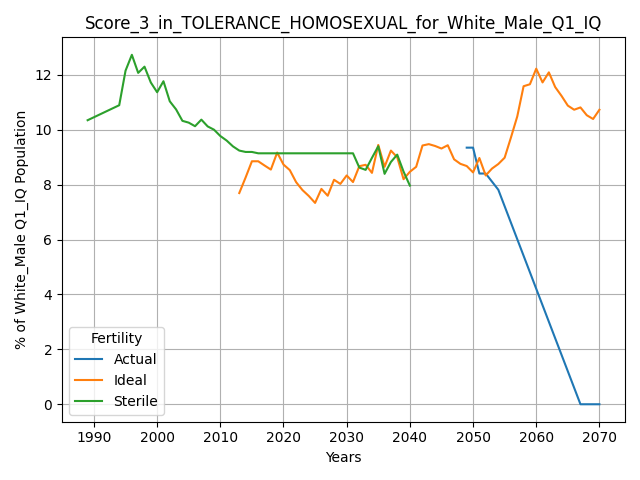 Score_3_in_TOLERANCE_HOMOSEXUAL_for_White_Male_Q1_IQ
% of White_Male Q1_IQ Population
12
10
8
6
4
2
0
Fertility
Actual
Ideal
Sterile
1990 2000 2010 2020 2030 2040 2050 2060 2070
Years